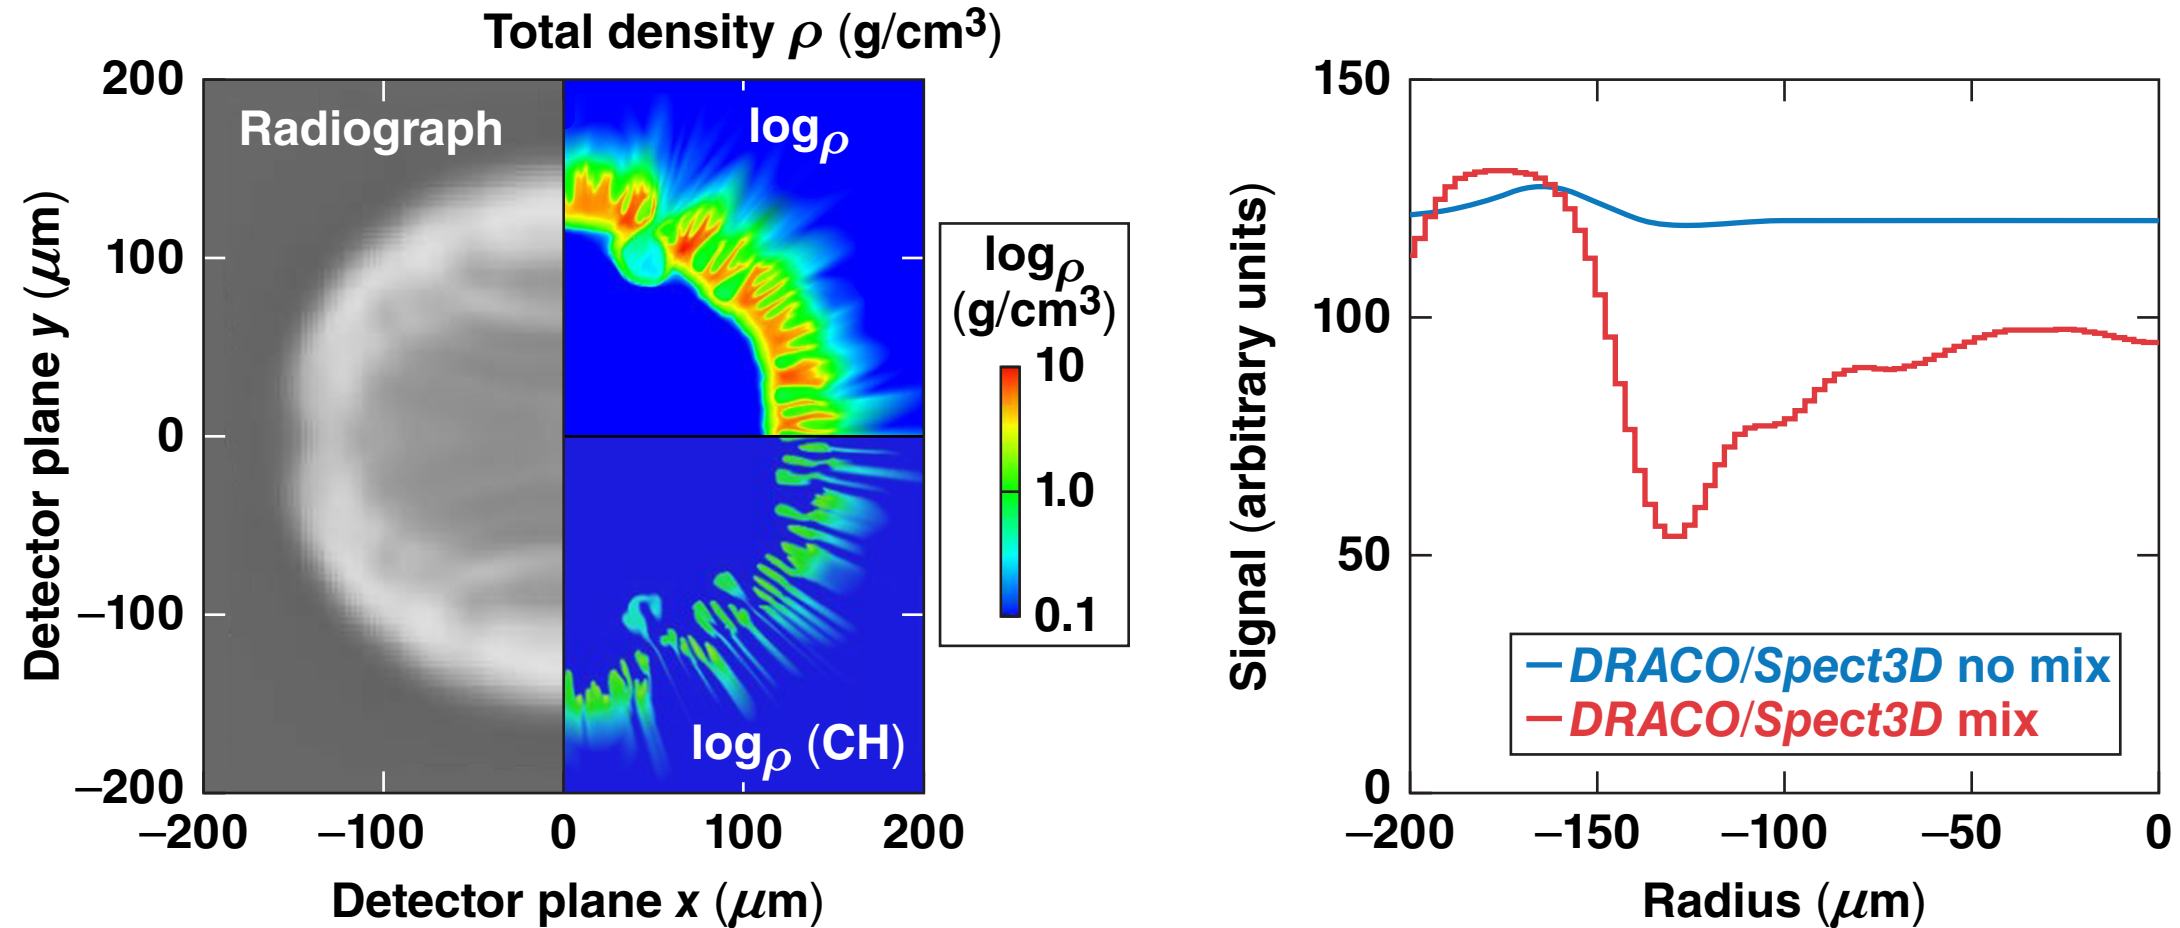 Total density ρ (g/cm³)
200
100
0
–100
–200
Detector plane y (μm)
Radiograph
logρ
logρ (CH)
–200
–100
0
100
200
Detector plane x (μm)
logρ
(g/cm³)
10
1.0
0.1
150
100
50
0
Signal (arbitrary units)
DRACO/Spect3D no mix
DRACO/Spect3D mix
–200
–150
–100
–50
0
Radius (μm)